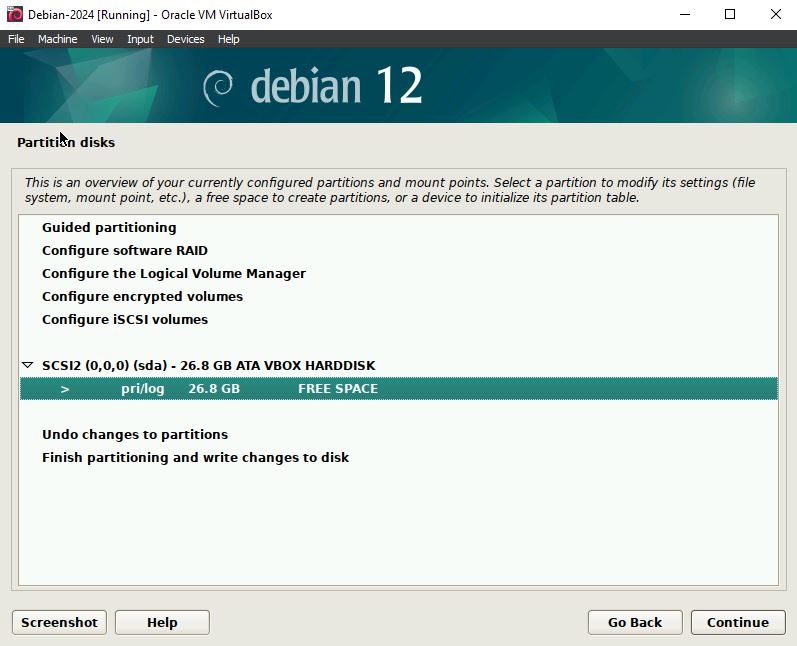 Debian-2024 [Running] - Oracle VM VirtualBox
File Machine View Input Devices Help
debian 12
Partition disks
This is an overview of your currently configured partitions and mount points. Select a partition to modify its settings (file
system, mount point, etc.), a free space to create partitions, or a device to initialize its partition table.
Guided partitioning
Configure software RAID
Configure the Logical Volume Manager
Configure encrypted volumes
Configure iSCSI volumes
SCSI2 (0,0,0) (sda) - 26.8 GB ATA VBOX HARDDISK
> pri/log 26.8 GB FREE SPACE
Undo changes to partitions
Finish partitioning and write changes to disk
Screenshot Help Go Back Continue